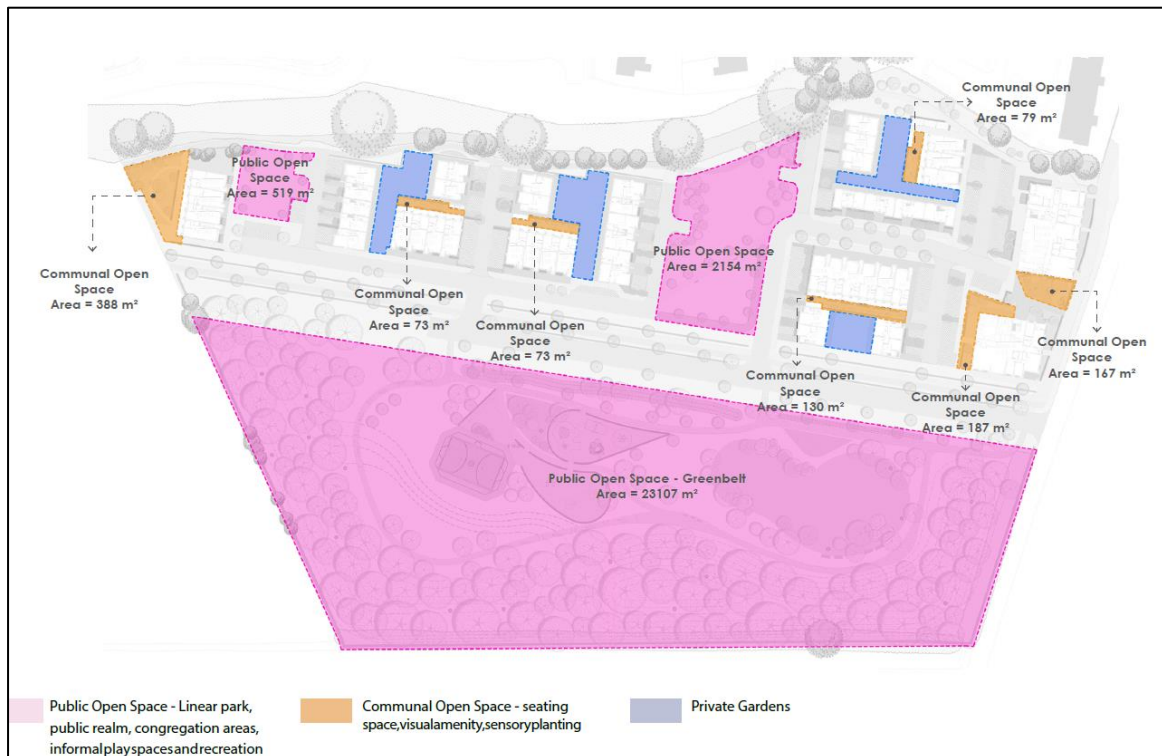 Communal Open
Space
Area = 79 m²
Public Open
Space
Area = 519 m²
Communal Open
Space
Area = 388 m²
Communal Open
Space
Area = 73 m²
Communal Open
Space
Area = 73 m²
Public Open Space
Area = 2154 m²
Communal Open
Space
Area = 130 m²
Communal Open
Space
Area = 187 m²
Communal Open
Space
Area = 167 m²
Public Open Space - Greenbelt
Area = 23107 m²
Public Open Space - Linear park,
public realm, congregation areas,
informalplayspacesandrecreation
Communal Open Space - seating
space,visualamenity,sensoryplanting
Private Gardens